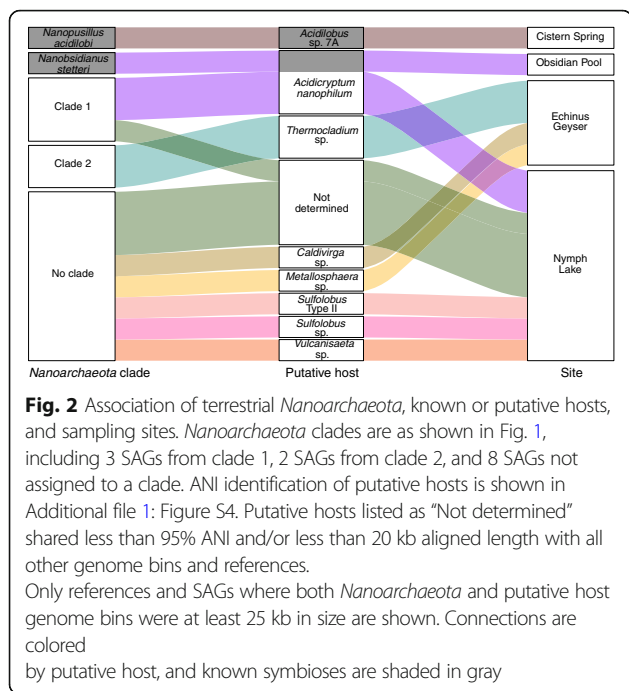 Nanopusillus
acidilobi
Nanobsidianus
stetteri
Clade 1
Clade 2
No clade
Nanoarchaeota clade
Acidilobus
sp. 7A
Acidicryptum
nanophilum
Thermocladium
sp.
Not
determined
Caldivirga
sp.
Metallosphaera
sp.
Sulfolobus
Type II
Sulfolobus
sp.
Vulcanisaeta
sp.
Putative host
Cistern Spring
Obsidian Pool
Echinus
Geyser
Nymph
Lake
Site
Fig. 2 Association of terrestrial Nanoarchaeota, known or putative hosts,
and sampling sites. Nanoarchaeota clades are as shown in Fig. 1,
including 3 SAGs from clade 1, 2 SAGs from clade 2, and 8 SAGs not
assigned to a clade. ANI identification of putative hosts is shown in
Additional file 1: Figure S4. Putative hosts listed as “Not determined”
shared less than 95% ANI and/or less than 20 kb aligned length with all
other genome bins and references.
Only references and SAGs where both Nanoarchaeota and putative host
genome bins were at least 25 kb in size are shown. Connections are
colored
by putative host, and known symbioses are shaded in gray